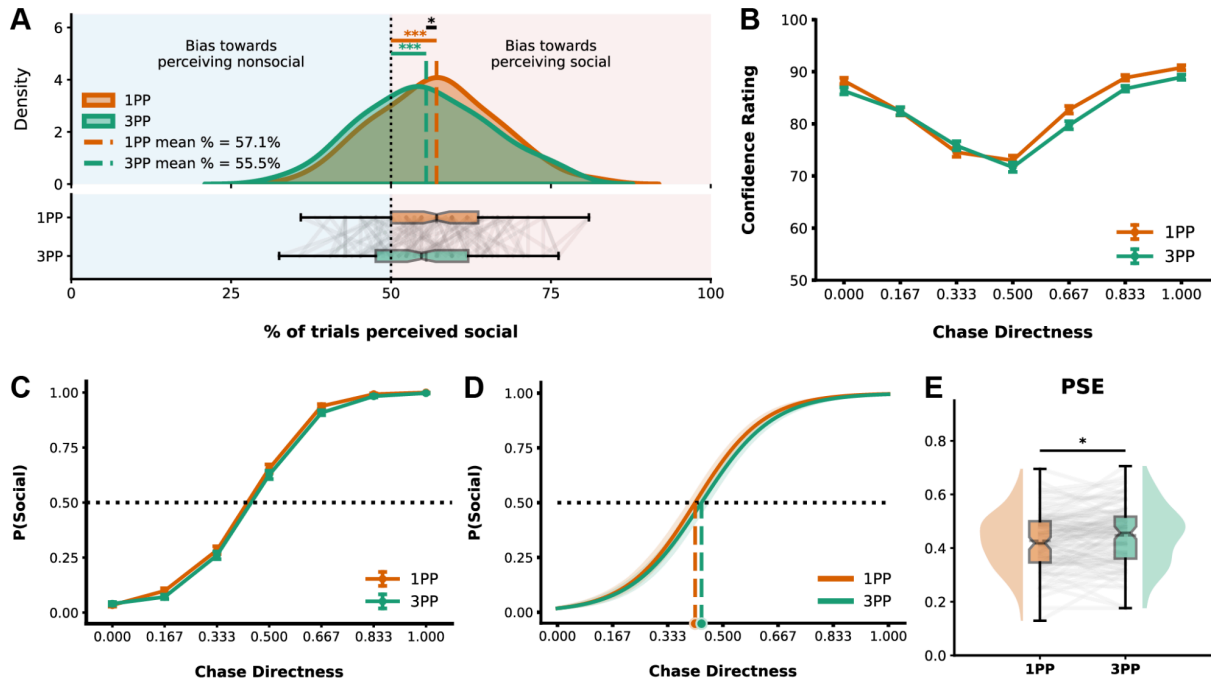 A
Density
6
4
2
0
Bias towards
perceiving nonsocial
Bias towards
perceiving social
***
***
*
1PP
3PP
1PP mean % = 57.1%
3PP mean % = 55.5%
1PP
3PP
0 25 50 75 100
% of trials perceived social
B
Confidence Rating
100
90
80
70
60
50
1PP
3PP
0.000 0.167 0.333 0.500 0.667 0.833 1.000
Chase Directness
C
P(Social)
1.00
0.75
0.50
0.25
0.00
1PP
3PP
0.000 0.167 0.333 0.500 0.667 0.833 1.000
Chase Directness
D
P(Social)
1.00
0.75
0.50
0.25
0.00
1PP
3PP
0.000 0.167 0.333 0.500 0.667 0.833 1.000
Chase Directness
E
PSE
*
0.8
0.6
0.4
0.2
0.0
1PP 3PP